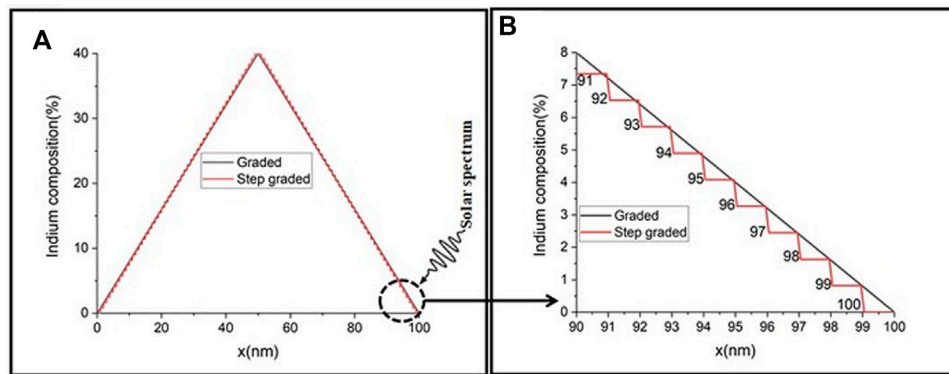 A
Indium composition(%)
40
30
20
10
0
Graded
Step graded
Solar spectrum
0 20 40 60 80 100
x(nm)
B
Indium composition(%)
8
7
6
5
4
3
2
1
0
91
92
93
94
95
96
97
98
99
100
Graded
Step graded
90 91 92 93 94 95 96 97 98 99 100
x(nm)